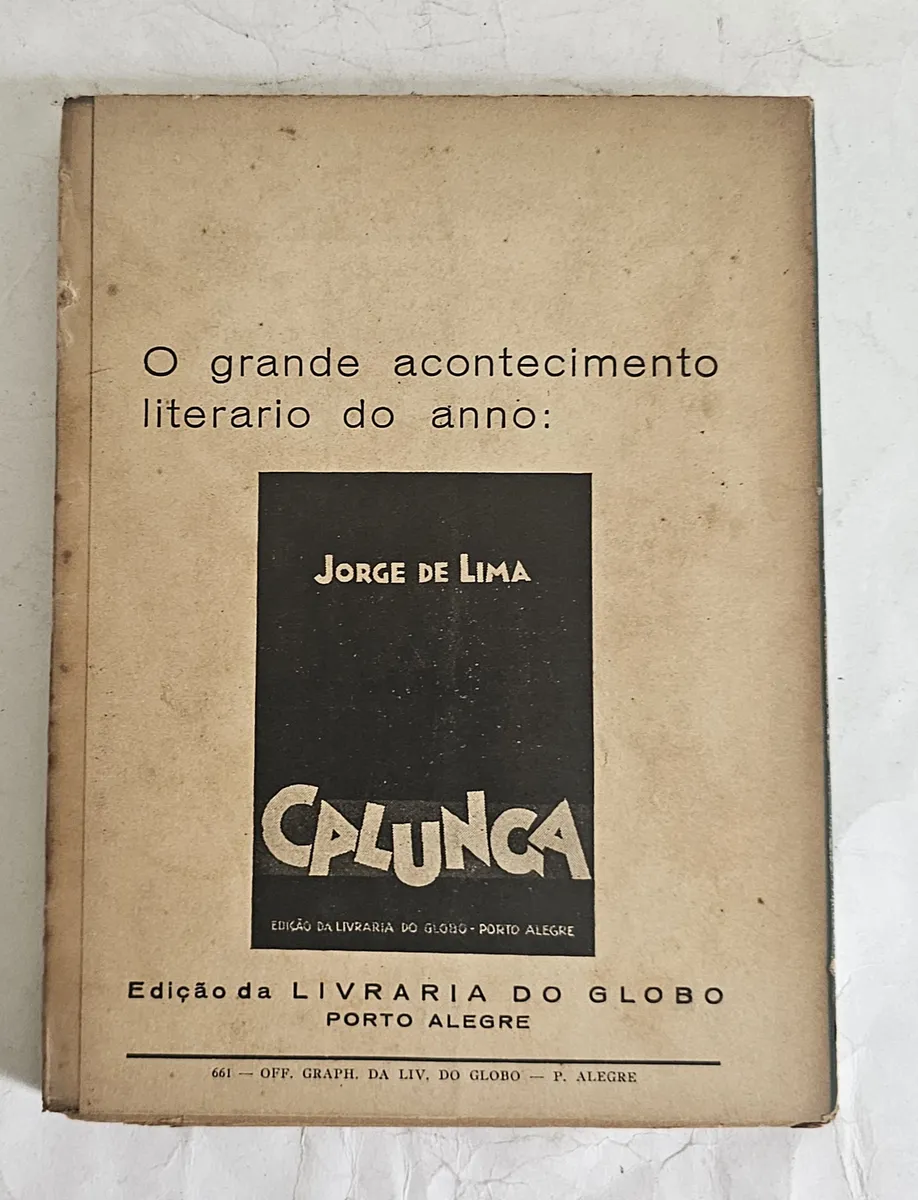 O grande acontecimento
literario do anno:
JORGE DE LIMA
CALUNGA
EDIÇÃO DA LIVRARIA DO GLOBO - PORTO ALEGRE
Edição da LIVRARIA DO GLOBO
PORTO ALEGRE
661 — OFF. GRAPH. DA LIV. DO GLOBO — P. ALEGRE